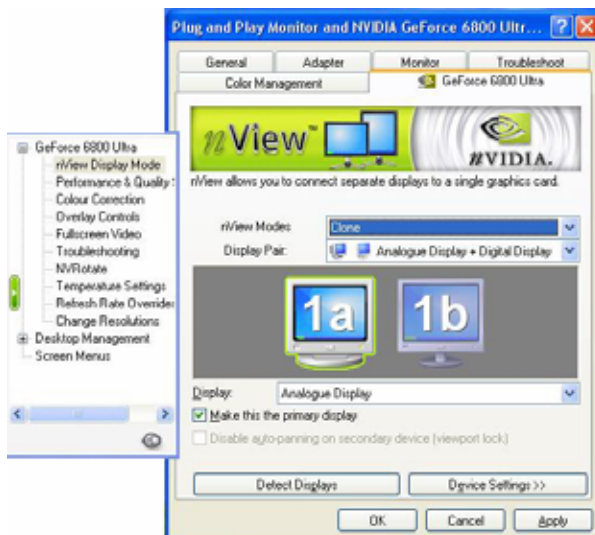 Plug and Play Monitor and NVIDIA GeForce 6800 Ultr...
General Adapter Monitor Troubleshoot
Color Management GeForce 6800 Ultra
nView™
nVIDIA.
nView allows you to connect separate displays to a single graphics card.
nView Modes: Clone
Display Pair: Analogue Display + Digital Display
1a 1b
Display: Analogue Display
Make this the primary display
Disable auto-panning on secondary device (viewport lock)
Detect Displays Device Settings >>
OK Cancel Apply
GeForce 6800 Ultra
nView Display Mode
Performance & Quality S
Colour Correction
Overlay Controls
Fullscreen Video
Troubleshooting
NVRotate
Temperature Settings
Refresh Rate Overrides
Change Resolutions
Desktop Management
Screen Menus